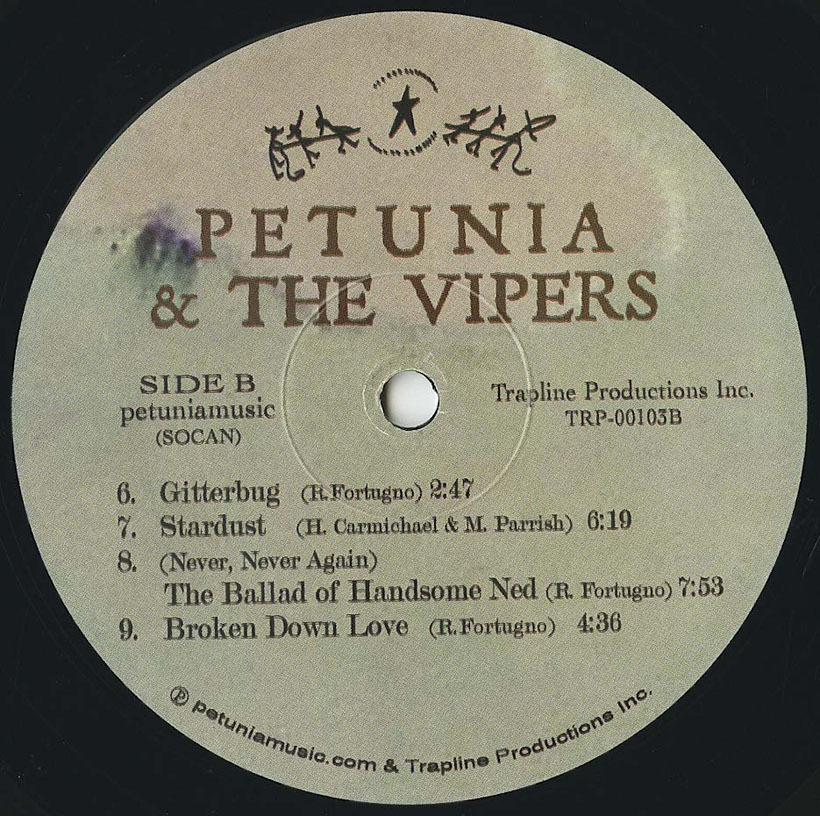 PETUNIA
& THE VIPERS
SIDE B
petuniamusic
(SOCAN)
Trapline Productions Inc.
TRP-00103B
6. Gitterbug (R.Fortugno) 2:47
7. Stardust (H. Carmichael & M. Parrish) 6:19
8. (Never, Never Again)
The Ballad of Handsome Ned (R. Fortugno) 7:53
9. Broken Down Love (R.Fortugno) 4:36
℗ petuniamusic.com & Trapline Productions Inc.